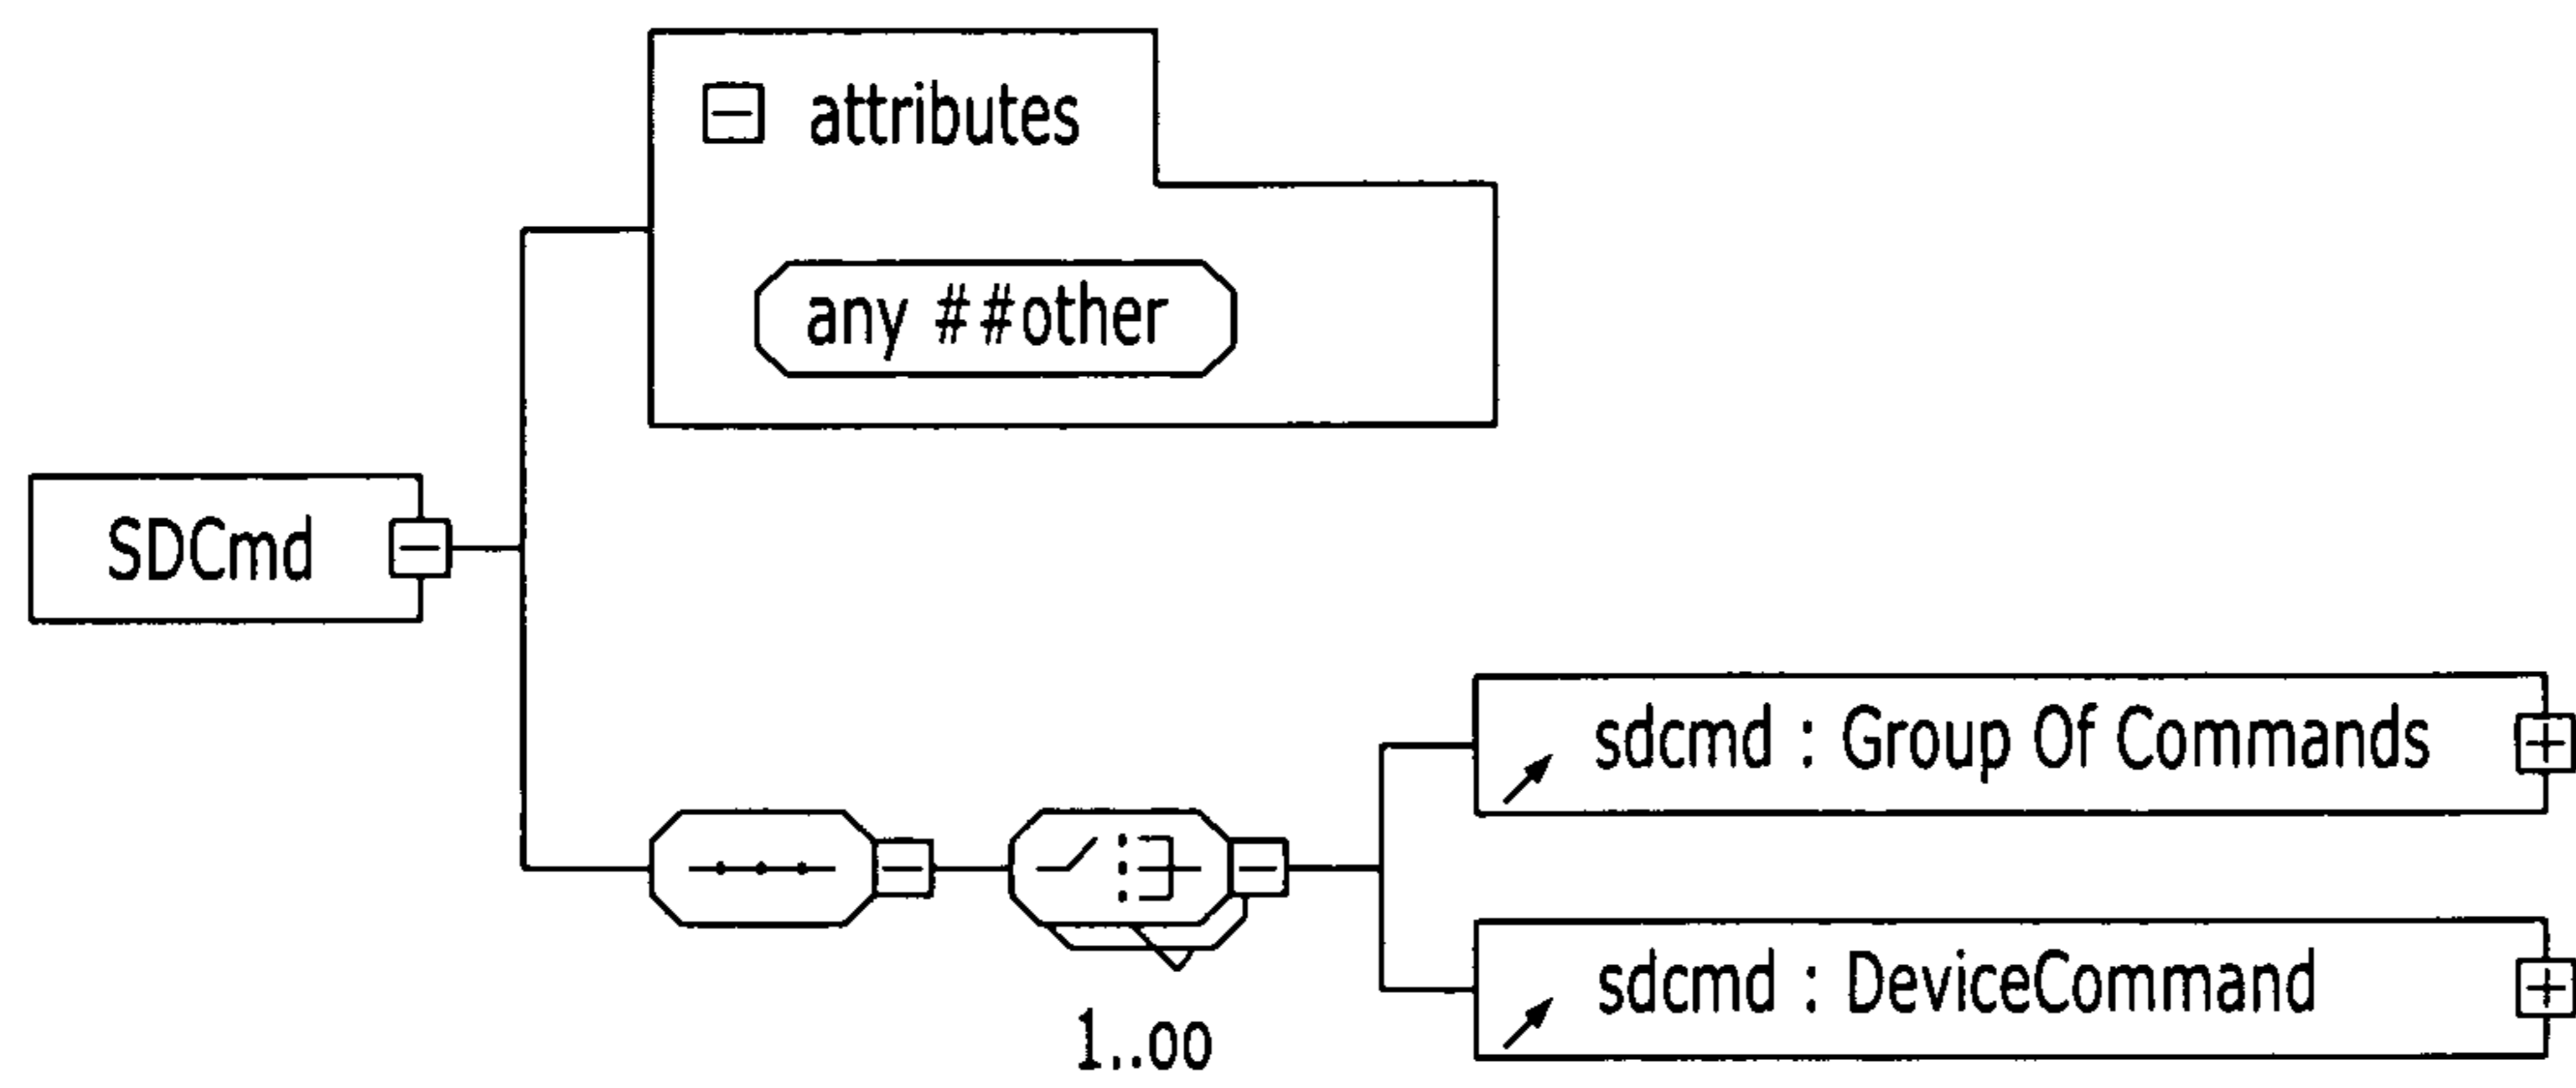 attributes
any ##other
SDCmd
sdcmd : Group Of Commands
sdcmd : DeviceCommand
1..oo